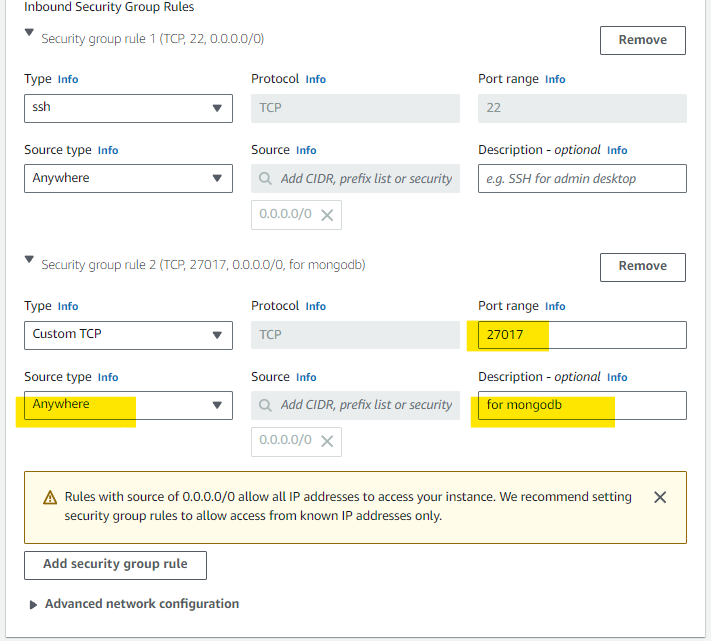 Inbound Security Group Rules
Security group rule 1 (TCP, 22, 0.0.0.0/0)
Remove
Type Info
Protocol Info
Port range Info
ssh
TCP
22
Source type Info
Source Info
Description - optional Info
Anywhere
Add CIDR, prefix list or security
e.g. SSH for admin desktop
0.0.0.0/0
Security group rule 2 (TCP, 27017, 0.0.0.0/0, for mongodb)
Remove
Type Info
Protocol Info
Port range Info
Custom TCP
TCP
27017
Source type Info
Source Info
Description - optional Info
Anywhere
Add CIDR, prefix list or security
for mongodb
0.0.0.0/0
Rules with source of 0.0.0.0/0 allow all IP addresses to access your instance. We recommend setting
security group rules to allow access from known IP addresses only.
Add security group rule
Advanced network configuration